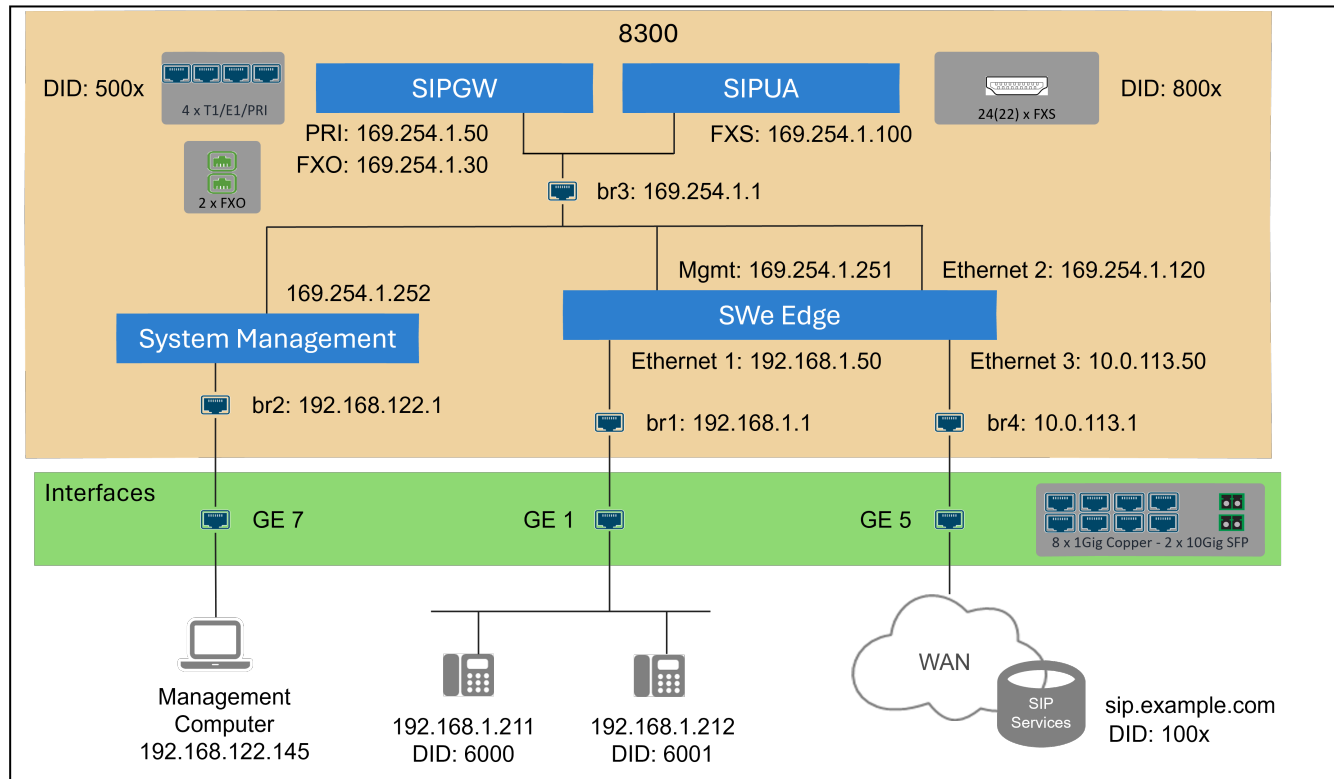 8300
DID: 500x
4 x T1/E1/PRI
SIPGW
SIPUA
24(22) x FXS
DID: 800x
PRI: 169.254.1.50
FXO: 169.254.1.30
FXS: 169.254.1.100
2 x FXO
br3: 169.254.1.1
169.254.1.252
Mgmt: 169.254.1.251
Ethernet 2: 169.254.1.120
System Management
SWe Edge
Ethernet 1: 192.168.1.50
Ethernet 3: 10.0.113.50
br2: 192.168.122.1
br1: 192.168.1.1
br4: 10.0.113.1
Interfaces
GE 7
GE 1
GE 5
8 x 1Gig Copper - 2 x 10Gig SFP
Management
Computer
192.168.122.145
192.168.1.211
DID: 6000
192.168.1.212
DID: 6001
WAN
SIP
Services
sip.example.com
DID: 100x